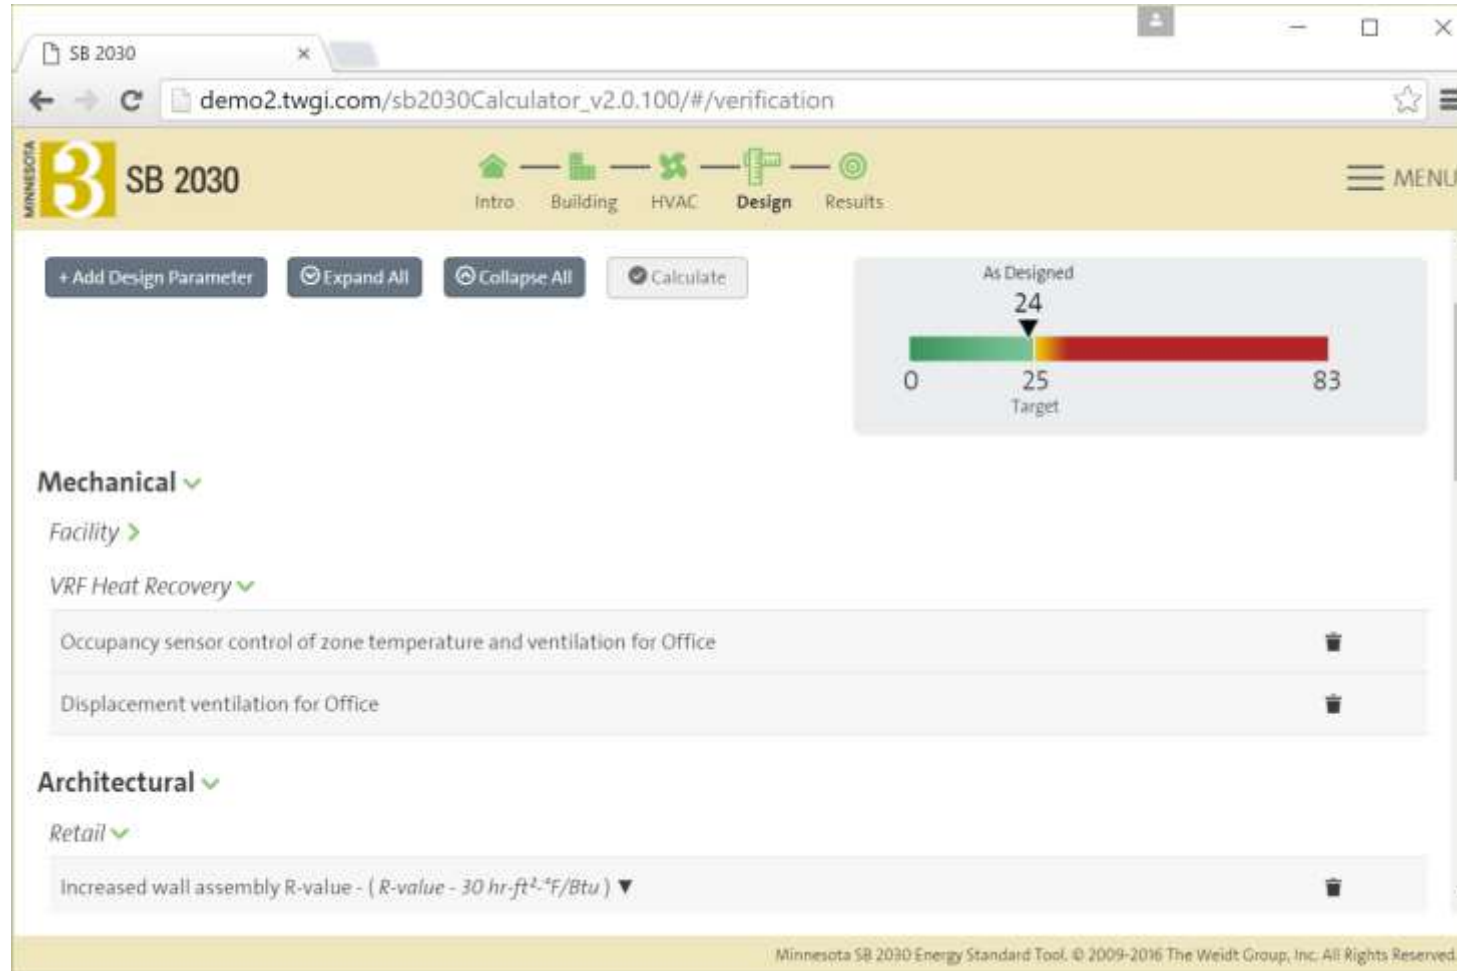 SB 2030
demo2.twgi.com/sb2030Calculator_v2.0.100/#/verification
MINNESOTA
3
SB 2030
Intro Building HVAC Design Results
MENU
+ Add Design Parameter Expand All Collapse All Calculate
As Designed
24
0 25 83
Target
Mechanical
Facility
VRF Heat Recovery
Occupancy sensor control of zone temperature and ventilation for Office
Displacement ventilation for Office
Architectural
Retail
Increased wall assembly R-value - ( R-value - 30 hr-ft²-°F/Btu ) ▼
Minnesota SB 2030 Energy Standard Tool. © 2009-2016 The Weidt Group, Inc. All Rights Reserved.